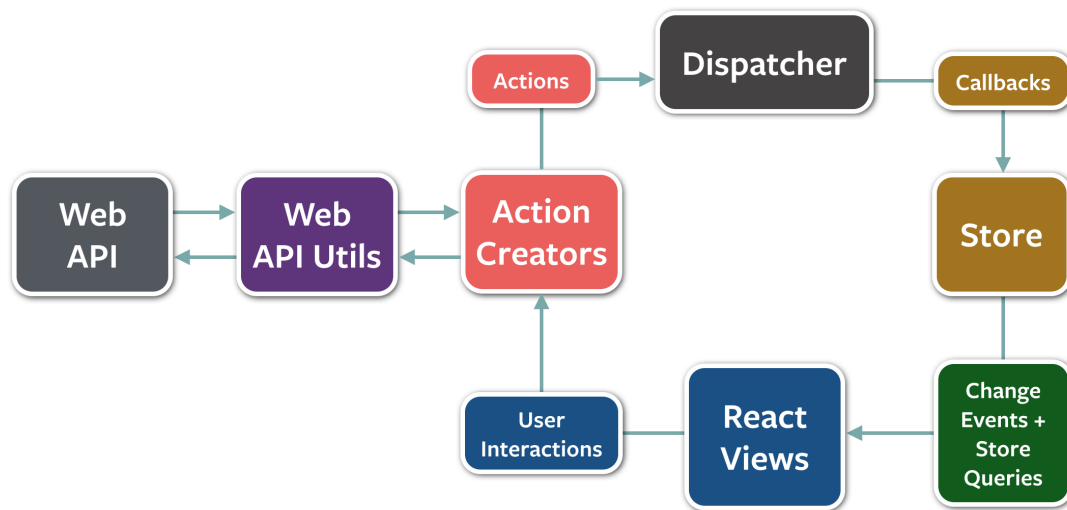 Actions
Dispatcher
Callbacks
Web
API
Web
API Utils
Action
Creators
Store
User
Interactions
React
Views
Change
Events +
Store
Queries